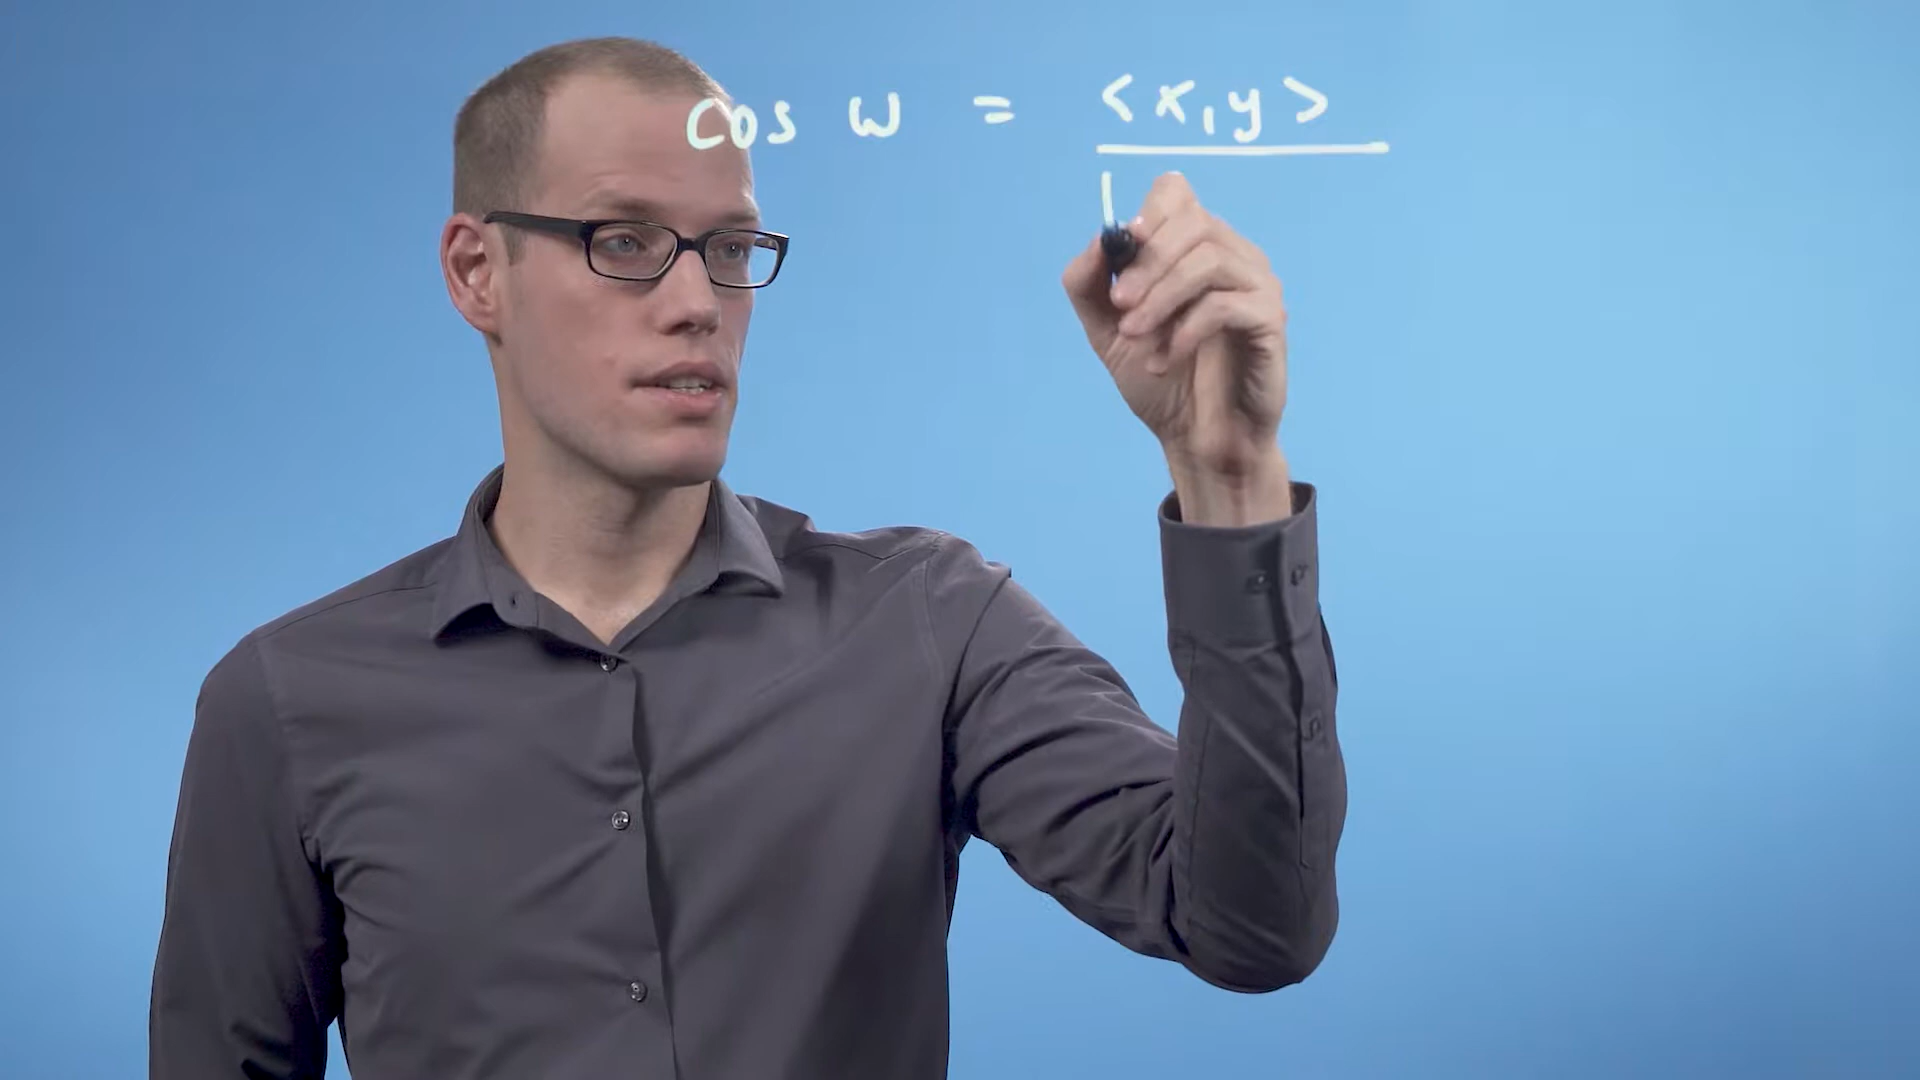 cos ω = <x,y>
|